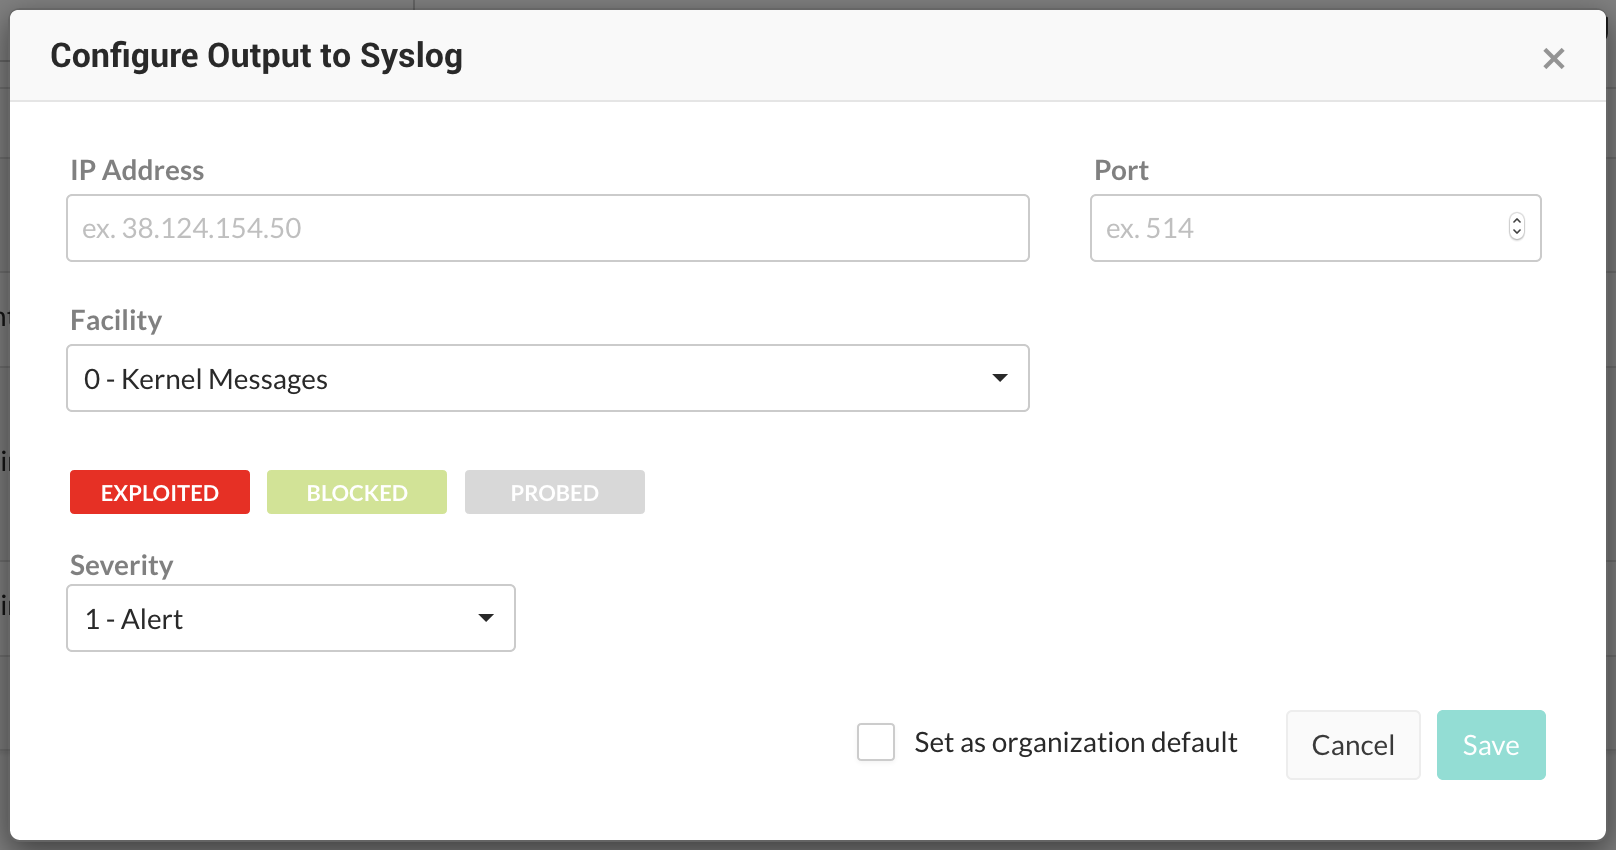 Configure Output to Syslog
IP Address
Port
ex. 38.124.154.50
ex. 514
Facility
0 - Kernel Messages
EXPLOITED
BLOCKED
PROBED
Severity
1 - Alert
Set as organization default
Cancel
Save